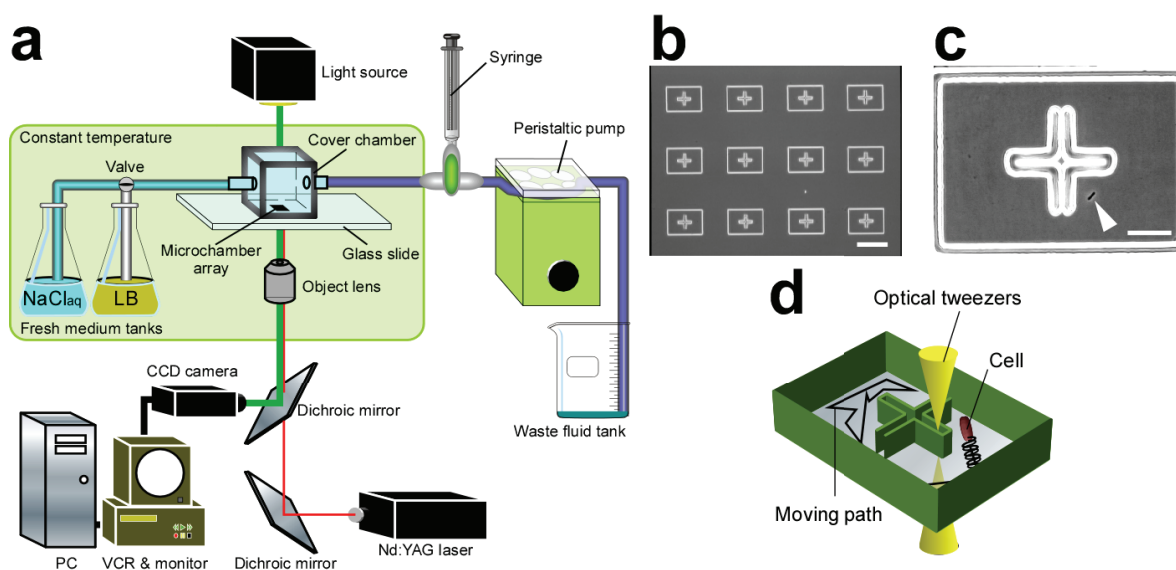 a
Light source
Syringe
Constant temperature
Cover chamber
Peristaltic pump
Valve
Microchamber
array
Glass slide
NaClaq
LB
Object lens
Fresh medium tanks
CCD camera
Dichroic mirror
Waste fluid tank
PC
VCR & monitor
Dichroic mirror
Nd:YAG laser
b
c
d
Optical tweezers
Cell
Moving path